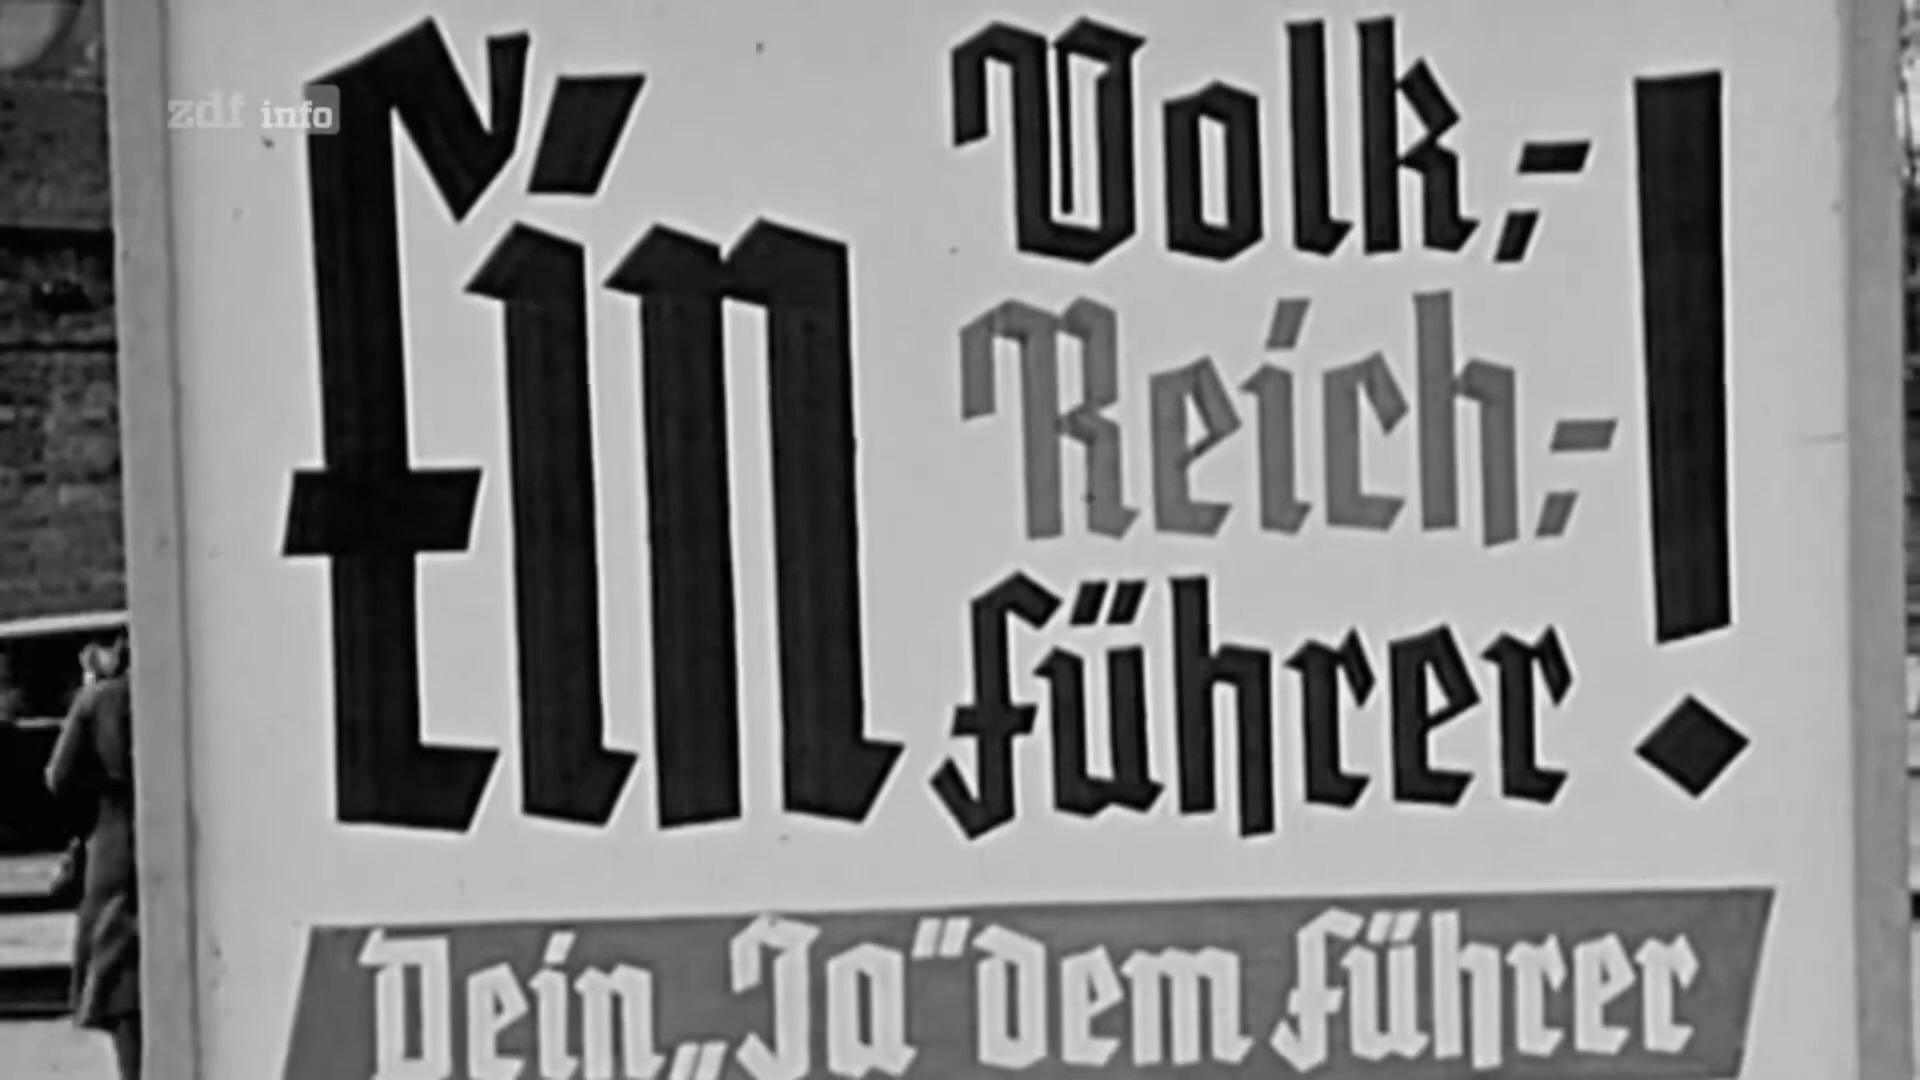 zdf info
Ein
Volk,-
Reich,-
Führer
!
Dein „Ja“ dem Führer